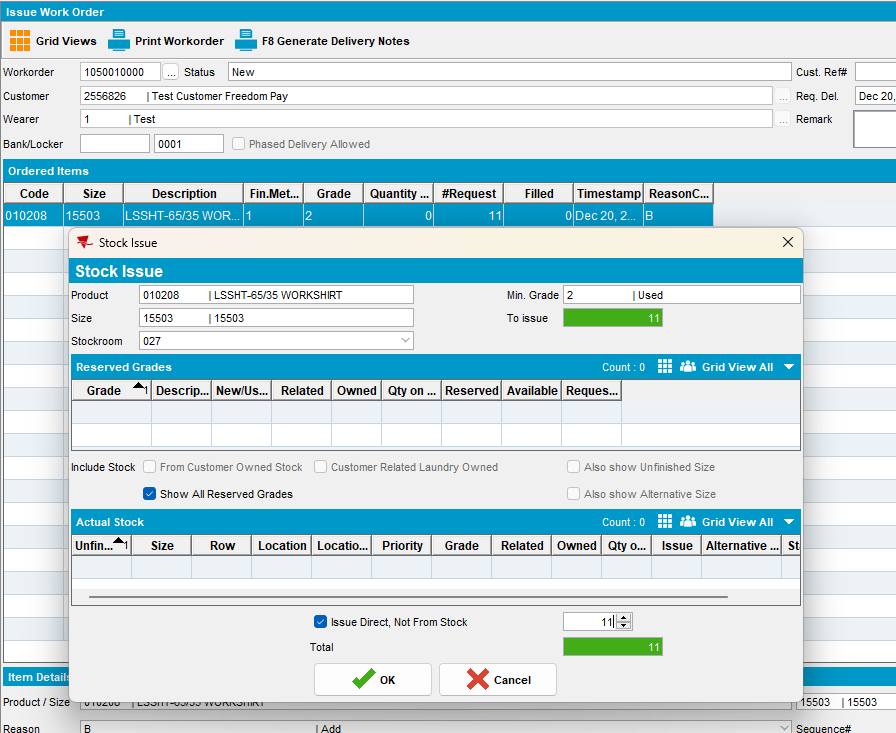 Issue Work Order
Grid Views Print Workorder F8 Generate Delivery Notes
Workorder 1050010000 ... Status New Cust. Ref#
Customer 2556826 | Test Customer Freedom Pay ... Req. Del. Dec 20,
Wearer 1 | Test ... Remark
Bank/Locker 0001 Phased Delivery Allowed
Ordered Items
Code Size Description Fin.Met... Grade Quantity ... #Request Filled Timestamp ReasonC...
010208 15503 LSSHT-65/35 WOR... 1 2 0 11 0 Dec 20, 2... B
Stock Issue
Stock Issue
Product 010208 | LSSHT-65/35 WORKSHIRT Min. Grade 2 | Used
Size 15503 | 15503 To issue 11
Stockroom 027
Reserved Grades Count : 0 Grid View All
Grade 1 Descrip... New/Us... Related Owned Qty on ... Reserved Available Reques...
Include Stock From Customer Owned Stock Customer Related Laundry Owned Also show Unfinished Size
Show All Reserved Grades Also show Alternative Size
Actual Stock Count : 0 Grid View All
Unfin... 1 Size Row Location Locatio... Priority Grade Related Owned Qty o... Issue Alternative ... St
Issue Direct, Not From Stock 11
Total 11
OK Cancel
Item Details
Product / Size 010208 | LSSHT-65/35 WORKSHIRT 15503 | 15503
Reason B | Add Sequence#